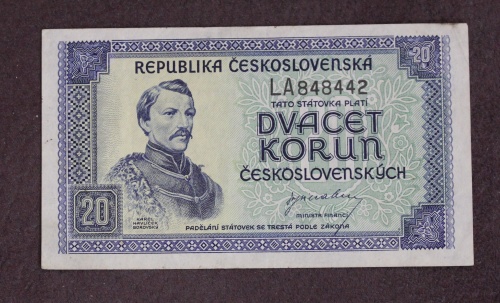 20
REPUBLIKA ČESKOSLOVENSKÁ
LA848442
TATO STÁTOVKA PLATÍ
DVACET
KORUN
ČESKOSLOVENSKÝCH
MINISTR FINANCÍ
20
KAREL
HAVLÍČEK
BOROVSKÝ
PADĚLÁNÍ STÁTOVEK SE TRESTÁ PODLE ZÁKONA